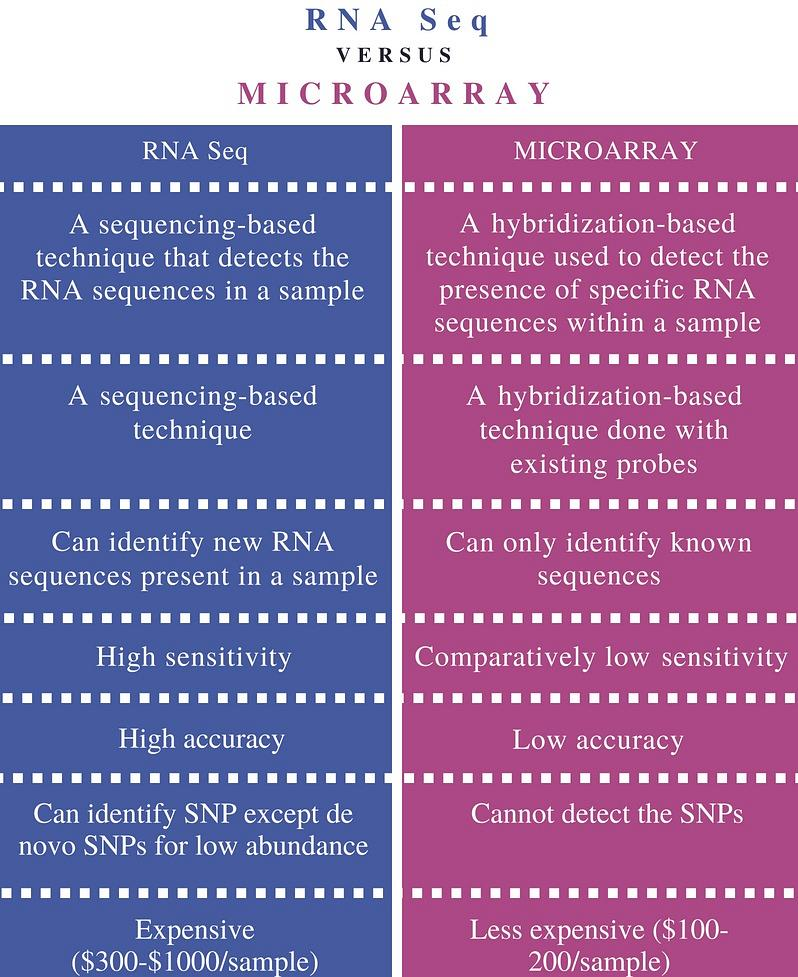 RNA Seq
VERSUS
MICROARRAY
RNA Seq
MICROARRAY
A sequencing-based
technique that detects the
RNA sequences in a sample
A hybridization-based
technique used to detect the
presence of specific RNA
sequences within a sample
A sequencing-based
technique
A hybridization-based
technique done with
existing probes
Can identify new RNA
sequences present in a sample
Can only identify known
sequences
High sensitivity
Comparatively low sensitivity
High accuracy
Low accuracy
Can identify SNP except de
novo SNPs for low abundance
Cannot detect the SNPs
Expensive
($300-$1000/sample)
Less expensive ($100-
200/sample)